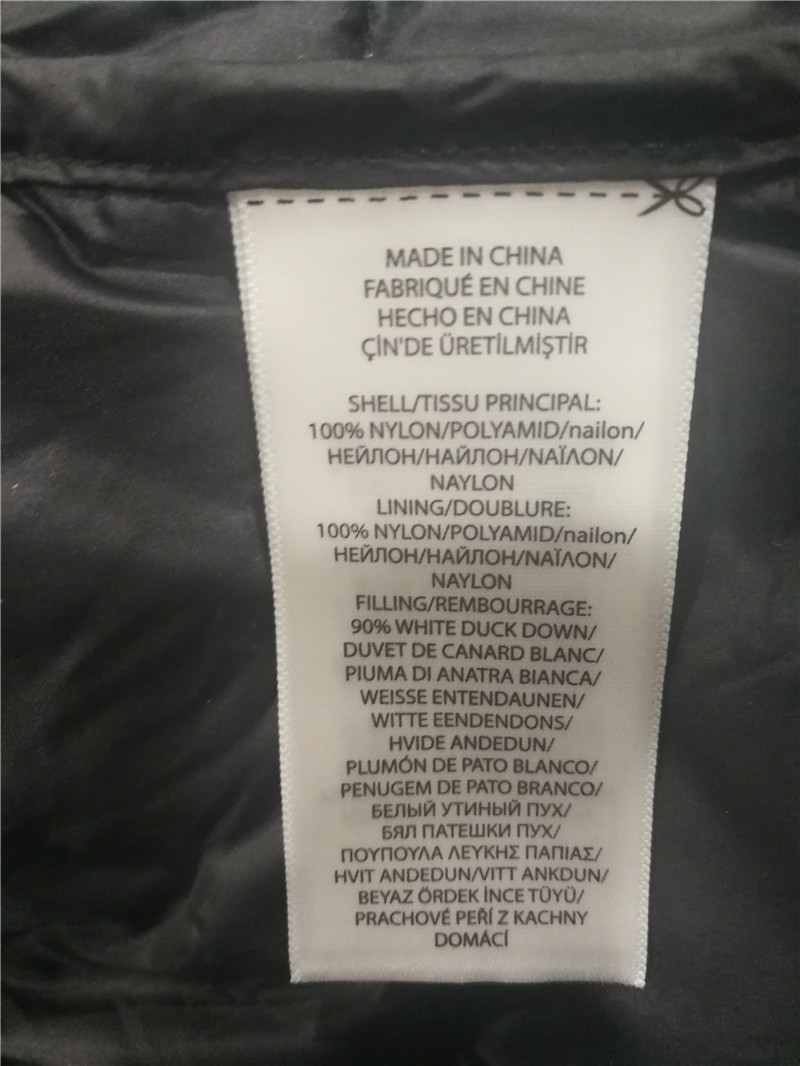 MADE IN CHINA
FABRIQUÉ EN CHINE
HECHO EN CHINA
ÇİN'DE ÜRETİLMİŞTİR
SHELL/TISSU PRINCIPAL:
100% NYLON/POLYAMID/nailon/
НЕЙЛОН/НАЙЛОН/ΝΑΪΛΟΝ/
NAYLON
LINING/DOUBLURE:
100% NYLON/POLYAMID/nailon/
НЕЙЛОН/НАЙЛОН/ΝΑΪΛΟΝ/
NAYLON
FILLING/REMBOURRAGE:
90% WHITE DUCK DOWN/
DUVET DE CANARD BLANC/
PIUMA DI ANATRA BIANCA/
WEISSE ENTENDAUNEN/
WITTE EENDENDONS/
HVIDE ANDEDUN/
PLUMÓN DE PATO BLANCO/
PENUGEM DE PATO BRANCO/
БЕЛЫЙ УТИНЫЙ ПУХ/
БЯЛ ПАТЕШКИ ПУХ/
ΠΟΥΠΟΥΛΑ ΛΕΥΚΗΣ ΠΑΠΙΑΣ/
HVIT ANDEDUN/VITT ANKDUN/
BEYAZ ÖRDEK İNCE TÜYÜ/
PRACHOVÉ PEŘÍ Z KACHNY
DOMÁCÍ